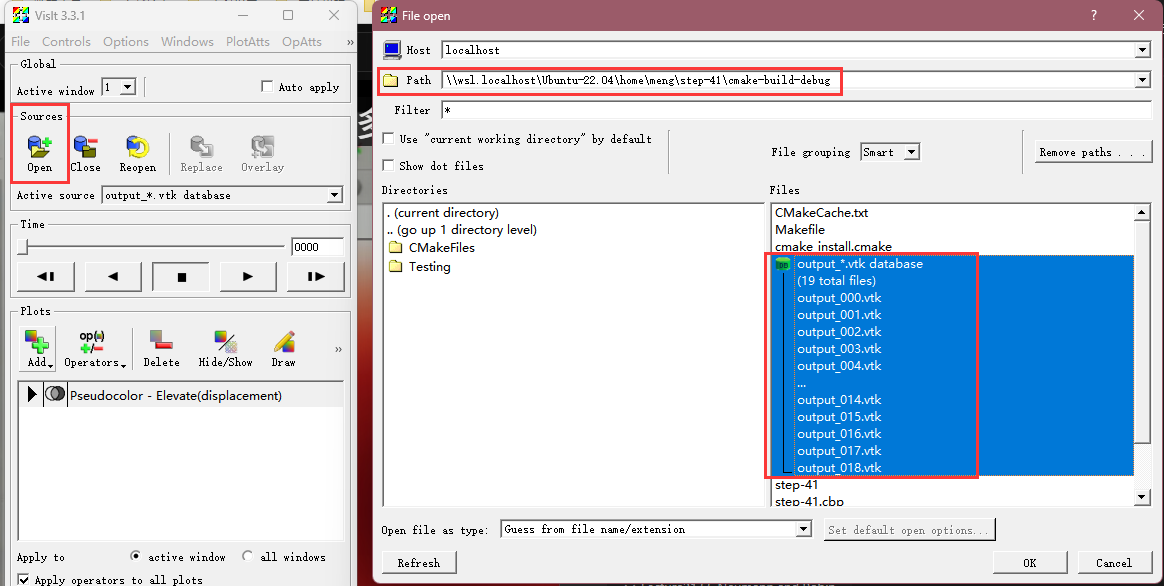 VisIt 3.3.1
File Controls Options Windows PlotAtts OpAtts »
Global
Active window 1
Auto apply
Sources
Open Close Reopen Replace Overlay
Active source output_*.vtk database
Time
0000
Plots
Add Operators Delete Hide/Show Draw »
Pseudocolor - Elevate(displacement)
Apply to active window all windows
Apply operators to all plots
File open
Host localhost
Path \\wsl.localhost\Ubuntu-22.04\home\meng\step-41\cmake-build-debug
Filter *
Use "current working directory" by default
Show dot files
File grouping Smart
Remove paths . . .
Directories
. (current directory)
.. (go up 1 directory level)
CMakeFiles
Testing
Files
CMakeCache.txt
Makefile
cmake_install.cmake
output_*.vtk database
(19 total files)
output_000.vtk
output_001.vtk
output_002.vtk
output_003.vtk
output_004.vtk
...
output_014.vtk
output_015.vtk
output_016.vtk
output_017.vtk
output_018.vtk
step-41
step-41.cbp
Open file as type: Guess from file name/extension
Set default open options...
Refresh
OK
Cancel